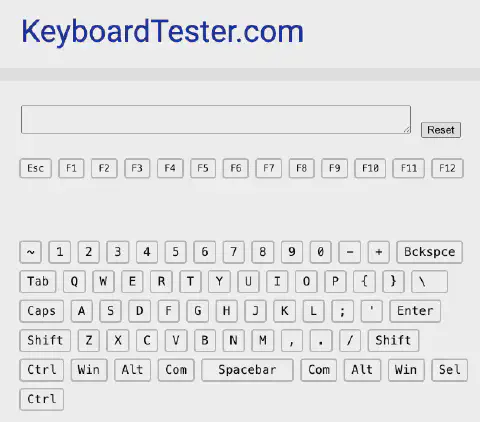 KeyboardTester.com
Reset
Esc F1 F2 F3 F4 F5 F6 F7 F8 F9 F10 F11 F12
~ 1 2 3 4 5 6 7 8 9 0 - + Bckspce
Tab Q W E R T Y U I O P { } \
Caps A S D F G H J K L ; ' Enter
Shift Z X C V B N M , . / Shift
Ctrl Win Alt Com Spacebar Com Alt Win Sel
Ctrl